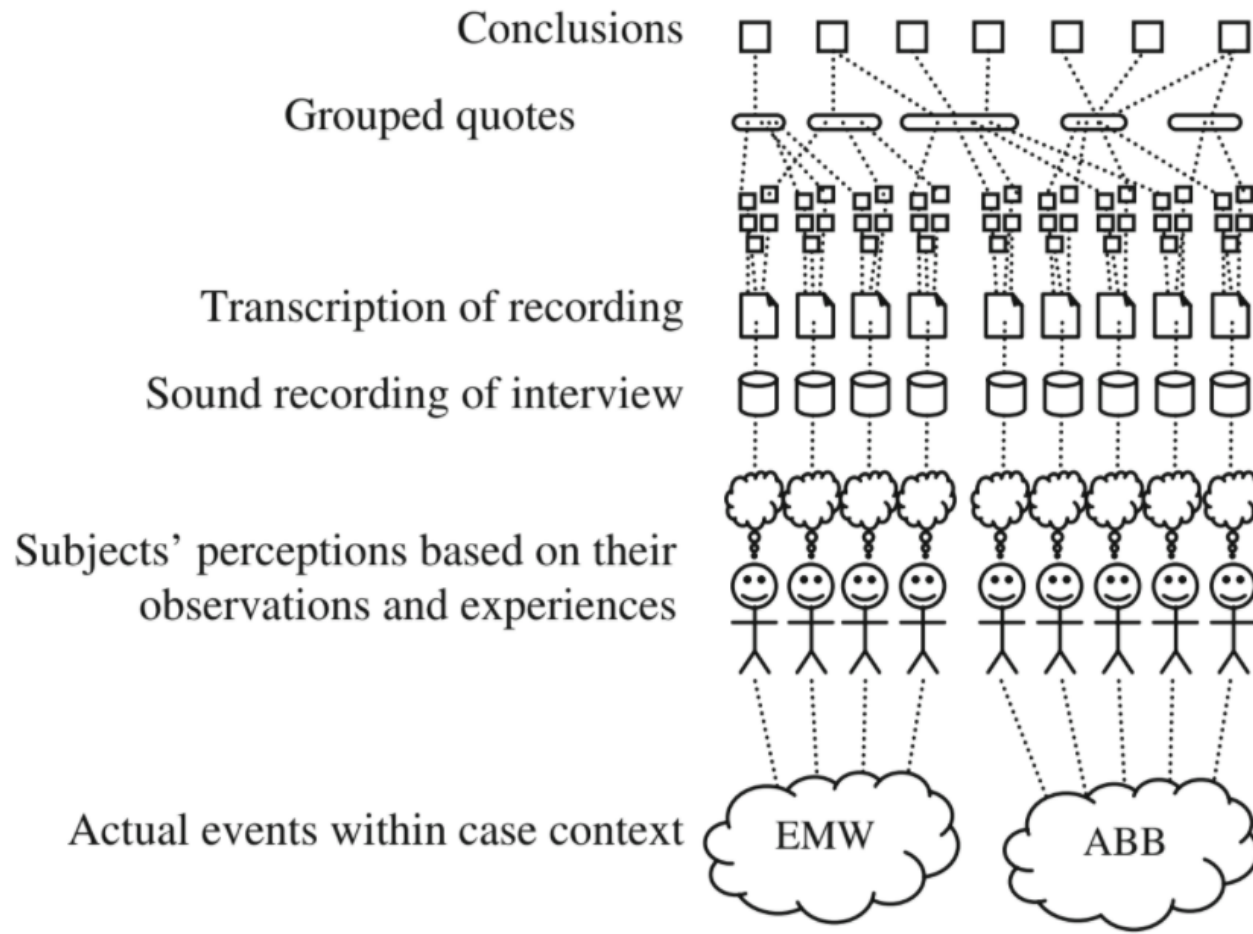 Conclusions
Grouped quotes
Transcription of recording
Sound recording of interview
Subjects' perceptions based on their
observations and experiences
Actual events within case context
EMW
ABB